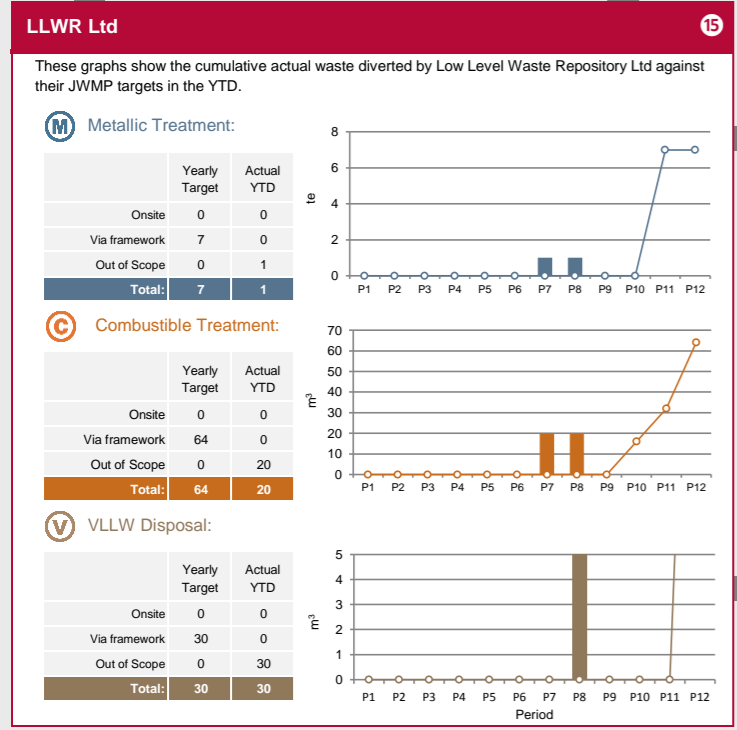 LLWR Ltd
15
These graphs show the cumulative actual waste diverted by Low Level Waste Repository Ltd against
their JWMP targets in the YTD.
M Metallic Treatment:
Yearly Target Actual YTD
Onsite 0 0
Via framework 7 0
Out of Scope 0 1
Total: 7 1
te
8
6
4
2
0
P1 P2 P3 P4 P5 P6 P7 P8 P9 P10 P11 P12
C Combustible Treatment:
Yearly Target Actual YTD
Onsite 0 0
Via framework 64 0
Out of Scope 0 20
Total: 64 20
m³
70
60
50
40
30
20
10
0
P1 P2 P3 P4 P5 P6 P7 P8 P9 P10 P11 P12
V VLLW Disposal:
Yearly Target Actual YTD
Onsite 0 0
Via framework 30 0
Out of Scope 0 30
Total: 30 30
m³
5
4
3
2
1
0
P1 P2 P3 P4 P5 P6 P7 P8 P9 P10 P11 P12
Period